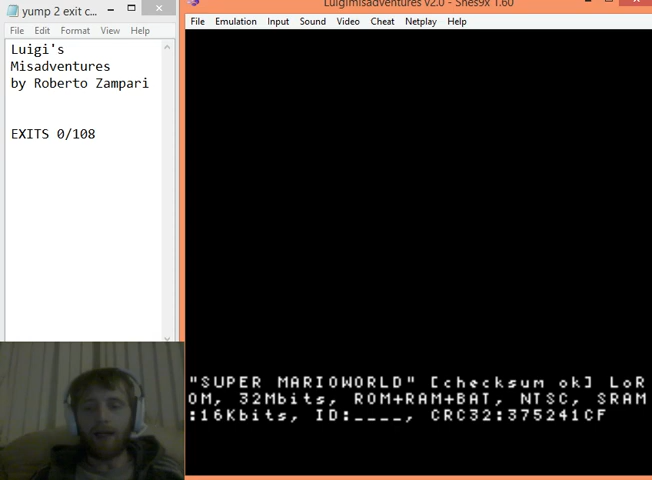 yump 2 exit c...
File Edit Format View Help
Luigi's
Misadventures
by Roberto Zampari
EXITS 0/108
Luigimisadventures v2.0 - Snes9x 1.60
File Emulation Input Sound Video Cheat Netplay Help
"SUPER MARIOWORLD" [checksum ok] LoR
OM, 32Mbits, ROM+RAM+BAT, NTSC, SRAM
:16Kbits, ID:____, CRC32:375241CF